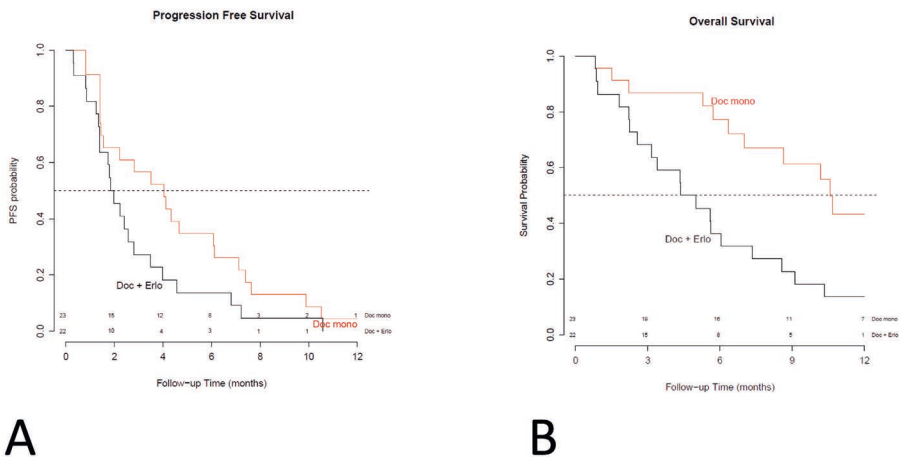 Progression Free Survival
PFS probability
1.0
0.8
0.6
0.4
0.2
0.0
Doc + Erlo
Doc mono
23 15 12 8 3 2 1 Doc mono
22 10 4 3 1 1 Doc + Erlo
0 2 4 6 8 10 12
Follow-up Time (months)
A
Overall Survival
Survival Probability
1.0
0.8
0.6
0.4
0.2
0.0
Doc mono
Doc + Erlo
23 19 16 11 7 Doc mono
22 15 8 5 1 Doc + Erlo
0 3 6 9 12
Follow-up Time (months)
B